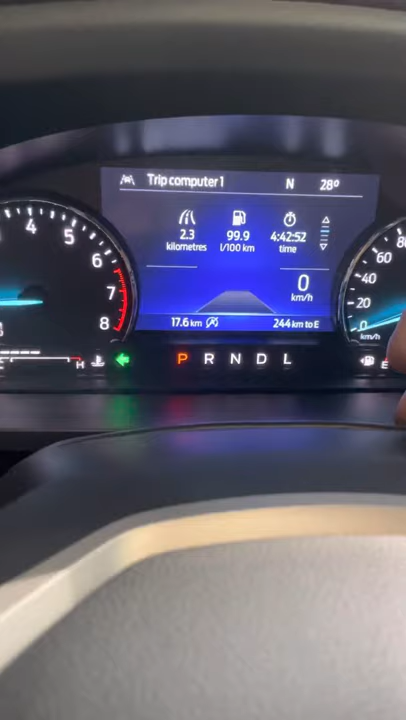 Trip computer 1 N 28°
2.3 99.9 4:42:52
kilometres l/100 km time
0
km/h
17.6 km 244 km to E
4
5
6
7
8
H
P R N D L
80
60
40
20
0
km/h
E